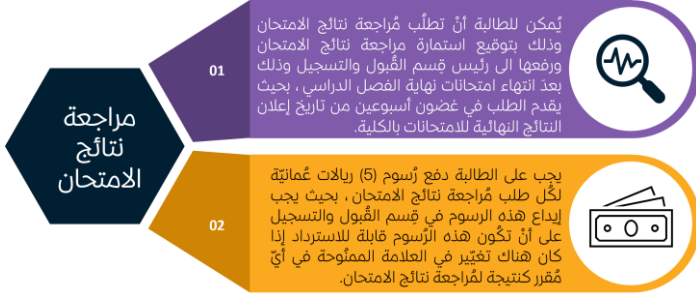 مراجعة
نتائج
الامتحان
01
يُمكن للطالبة أنْ تطلُب مُراجعة نتائج الامتحان
وذلك بتوقيع استمارة مراجعة نتائج الامتحان
ورفعها الى رئيس قِسم القُبول والتسجيل وذلك
بعدَ انتهاء امتحانات نهاية الفصل الدراسي ، بحيث
يقدم الطلب في غضون أسبوعين من تاريخ إعلان
النتائج النهائية للامتحانات بالكلية.
02
يجب على الطالبة دفع رُسوم (5) ريالات عُمانيّة
لكُل طلب مُراجعة نتائج الامتحان ، بحيث يجب
إيداع هذه الرسوم في قِسم القُبول والتسجيل
على أنْ تكُون هذه الرُسوم قابلة للاسترداد إذا
كان هناك تغيّير في العلامة الممنُوحة في أيّ
مُقرر كنتيجة لمُراجعة نتائج الامتحان.